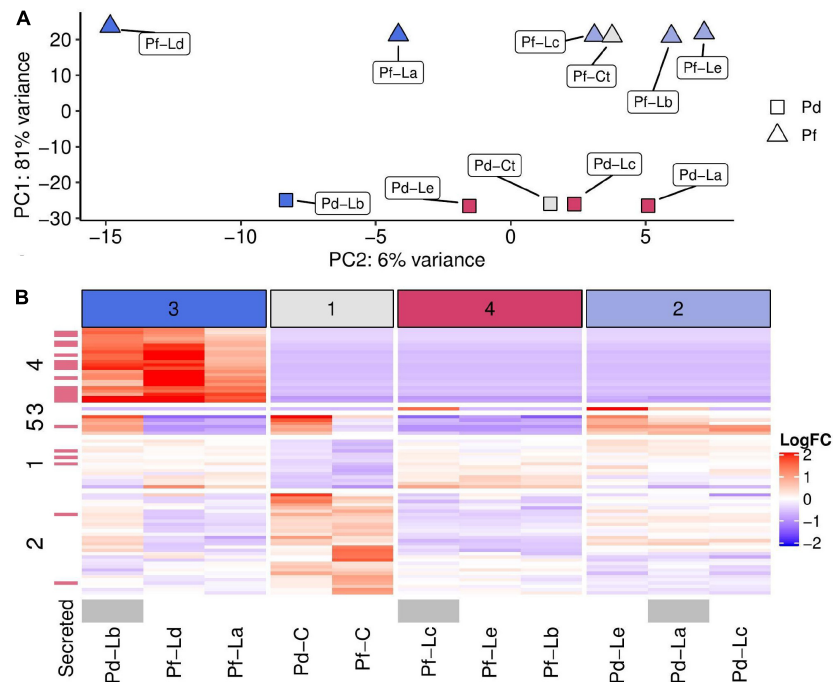 A
20
10
0
−10
−20
−30
PC1: 81% variance
Pf−Ld
Pf−La
Pf−Lc
Pf−Ct
Pf−Lb
Pf−Le
Pd−Lb
Pd−Le
Pd−Ct
Pd−Lc
Pd−La
Pd
Pf
−15
−10
−5
0
5
PC2: 6% variance
B
3
1
4
2
4
3
5
1
2
LogFC
2
1
0
−1
−2
Secreted
Pd−Lb
Pf−Ld
Pf−La
Pd−C
Pf−C
Pf−Lc
Pf−Le
Pf−Lb
Pd−Le
Pd−La
Pd−Lc